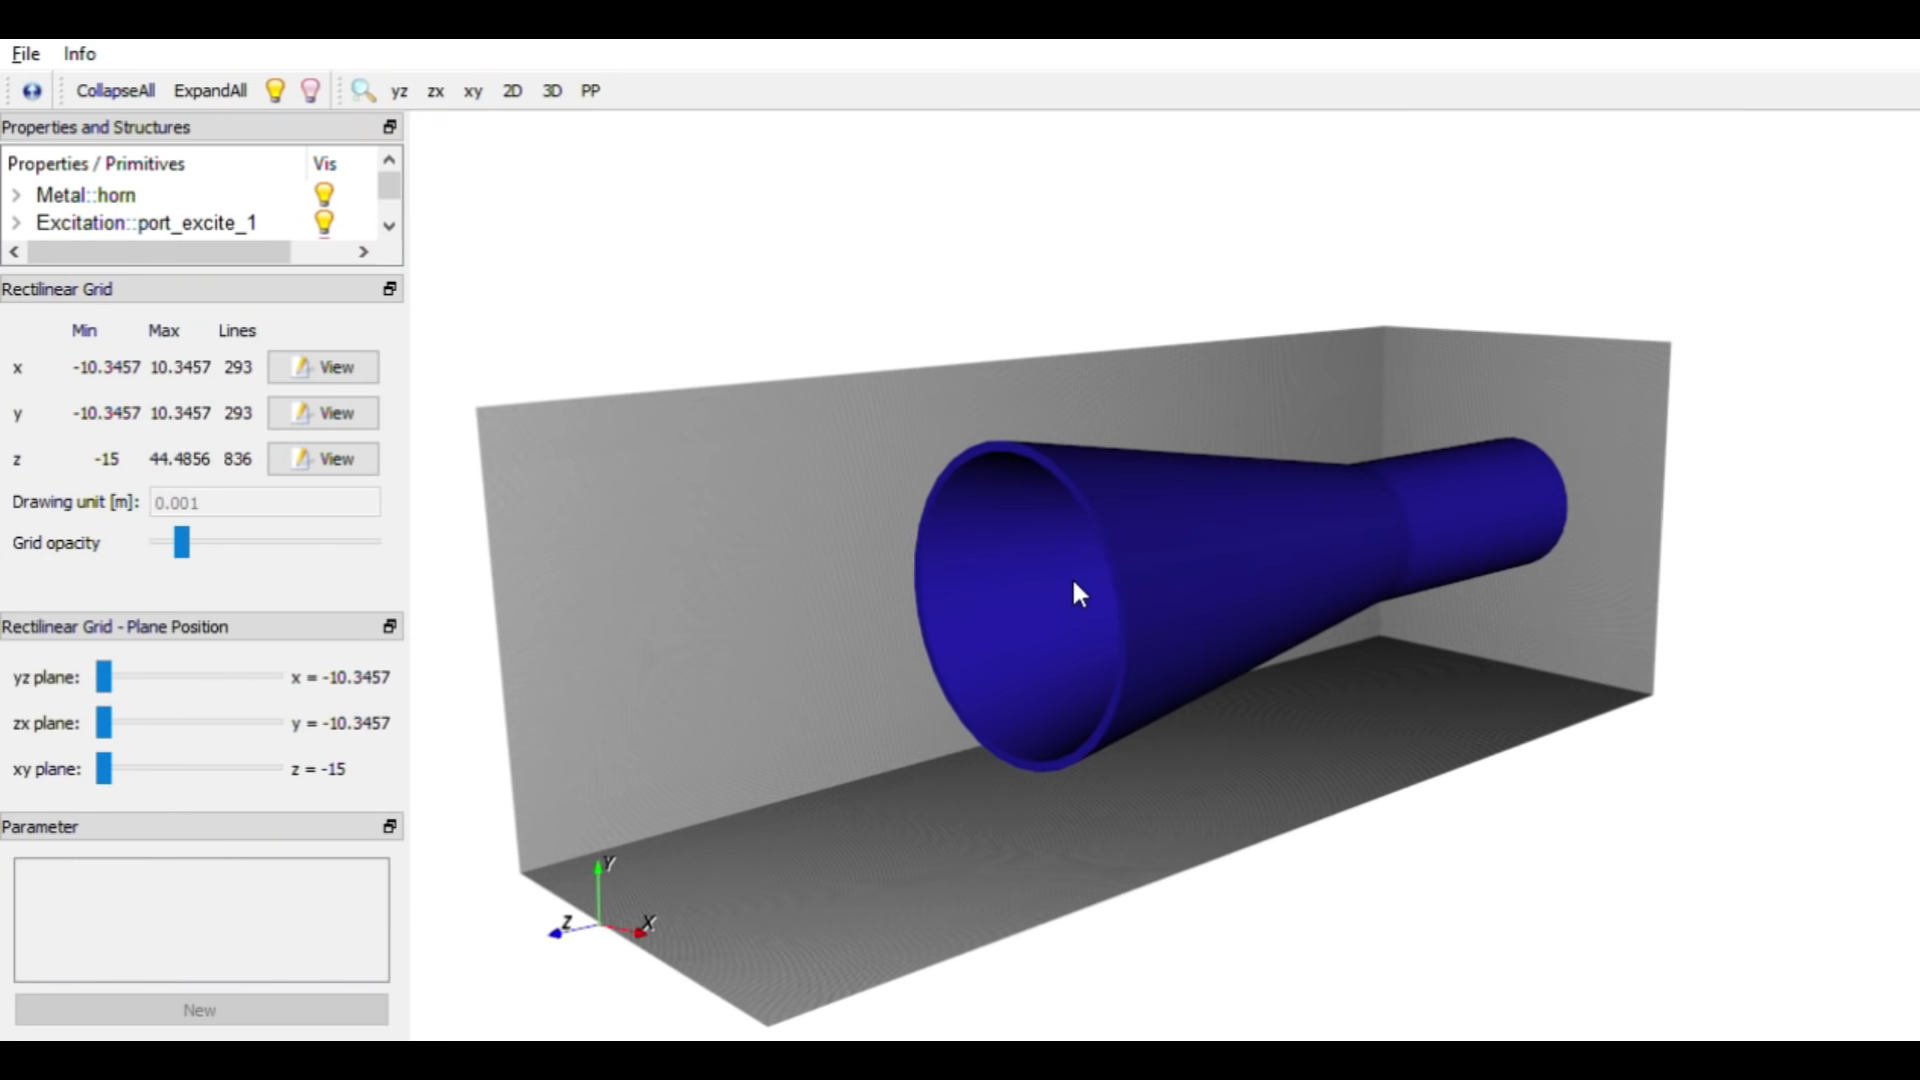 File Info
CollapseAll ExpandAll yz zx xy 2D 3D PP
Properties and Structures
Properties / Primitives Vis
Metal::horn
Excitation::port_excite_1
Rectilinear Grid
Min Max Lines
x -10.3457 10.3457 293 View
y -10.3457 10.3457 293 View
z -15 44.4856 836 View
Drawing unit [m]: 0.001
Grid opacity
Rectilinear Grid - Plane Position
yz plane: x = -10.3457
zx plane: y = -10.3457
xy plane: z = -15
Parameter
New
Y
Z X